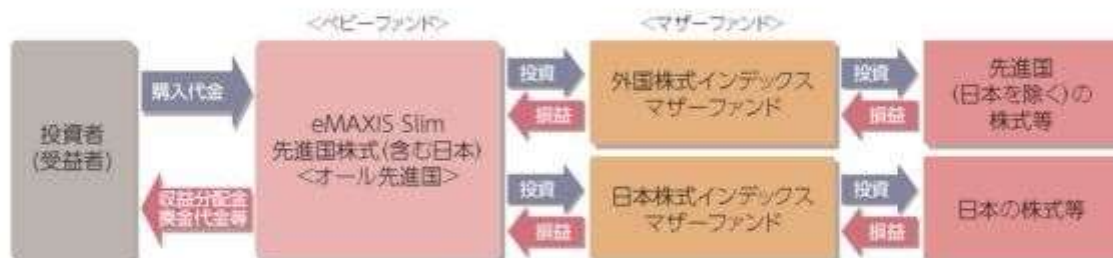 <ベビーファンド>
<マザーファンド>
投資者
(受益者)
購入代金
収益分配金
換金代金等
eMAXIS Slim
先進国株式(含む日本)
<オール先進国>
投資
損益
外国株式インデックス
マザーファンド
投資
損益
先進国
(日本を除く)の
株式等
投資
損益
日本株式インデックス
マザーファンド
投資
損益
日本の株式等